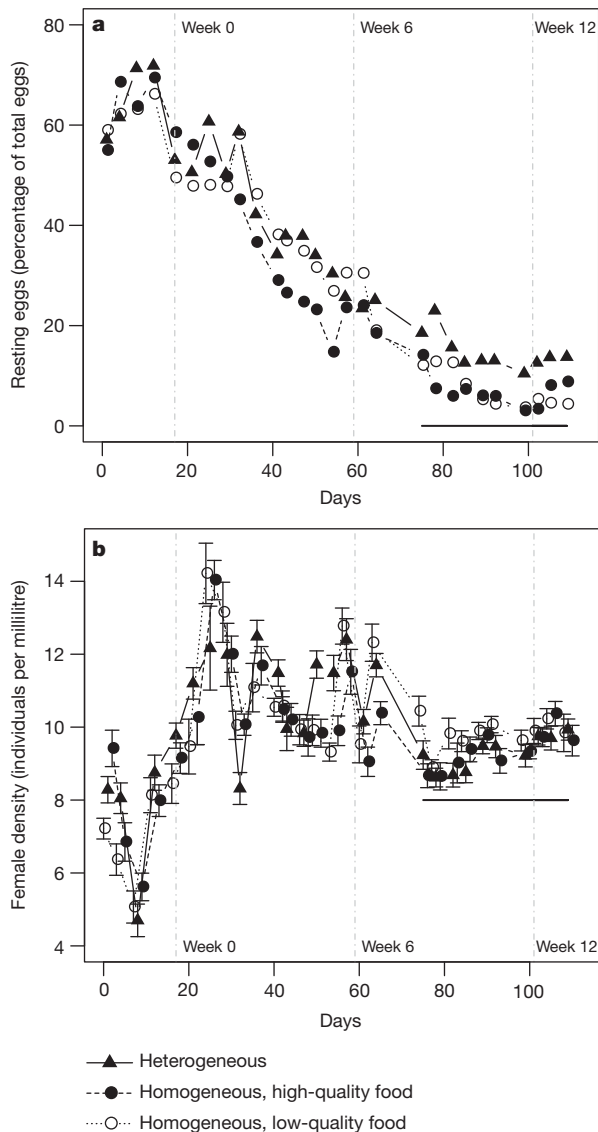 a
Week 0
Week 6
Week 12
80
60
40
20
0
Resting eggs (percentage of total eggs)
0 20 40 60 80 100
Days
b
14
12
10
8
6
4
Female density (individuals per millilitre)
Week 0
Week 6
Week 12
0 20 40 60 80 100
Days
Heterogeneous
Homogeneous, high-quality food
Homogeneous, low-quality food